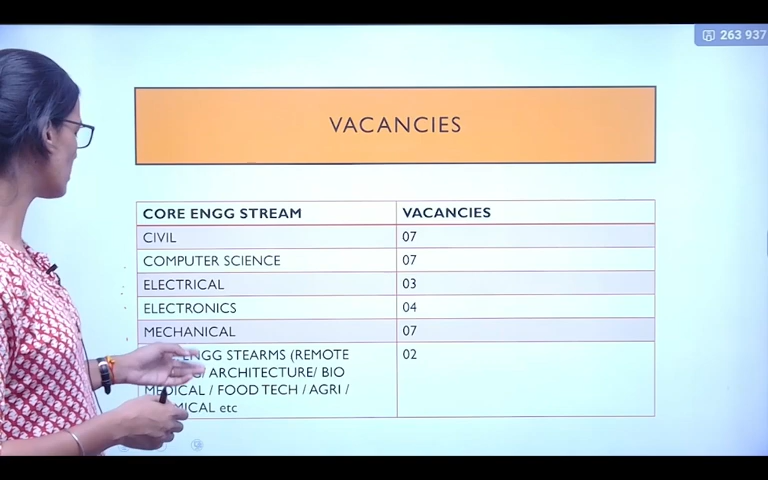 263 937
VACANCIES
CORE ENGG STREAM VACANCIES
CIVIL 07
COMPUTER SCIENCE 07
ELECTRICAL 03
ELECTRONICS 04
MECHANICAL 07
ENGG STEARMS (REMOTE 02
/ ARCHITECTURE/ BIO
MEDICAL / FOOD TECH / AGRI /
etc